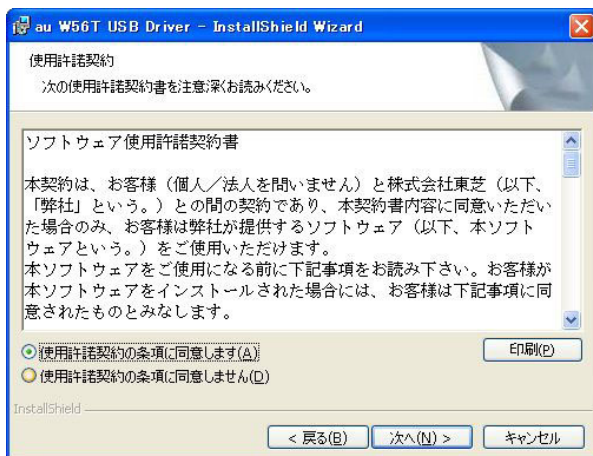 au W56T USB Driver - InstallShield Wizard
使用許諾契約
次の使用許諾契約書を注意深くお読みください。
ソフトウェア使用許諾契約書
本契約は、お客様（個人／法人を問いません）と株式会社東芝（以下、
「弊社」という。）との間の契約であり、本契約書内容に同意いただい
た場合のみ、お客様は弊社が提供するソフトウェア（以下、本ソフト
ウェアという。）をご使用いただけます。
本ソフトウェアをご使用になる前に下記事項をお読み下さい。お客様が
本ソフトウェアをインストールされた場合には、お客様は下記事項に同
意されたものとみなします。
使用許諾契約の条項に同意します(A)
印刷(P)
使用許諾契約の条項に同意しません(D)
InstallShield
< 戻る(B)
次へ(N) >
キャンセル